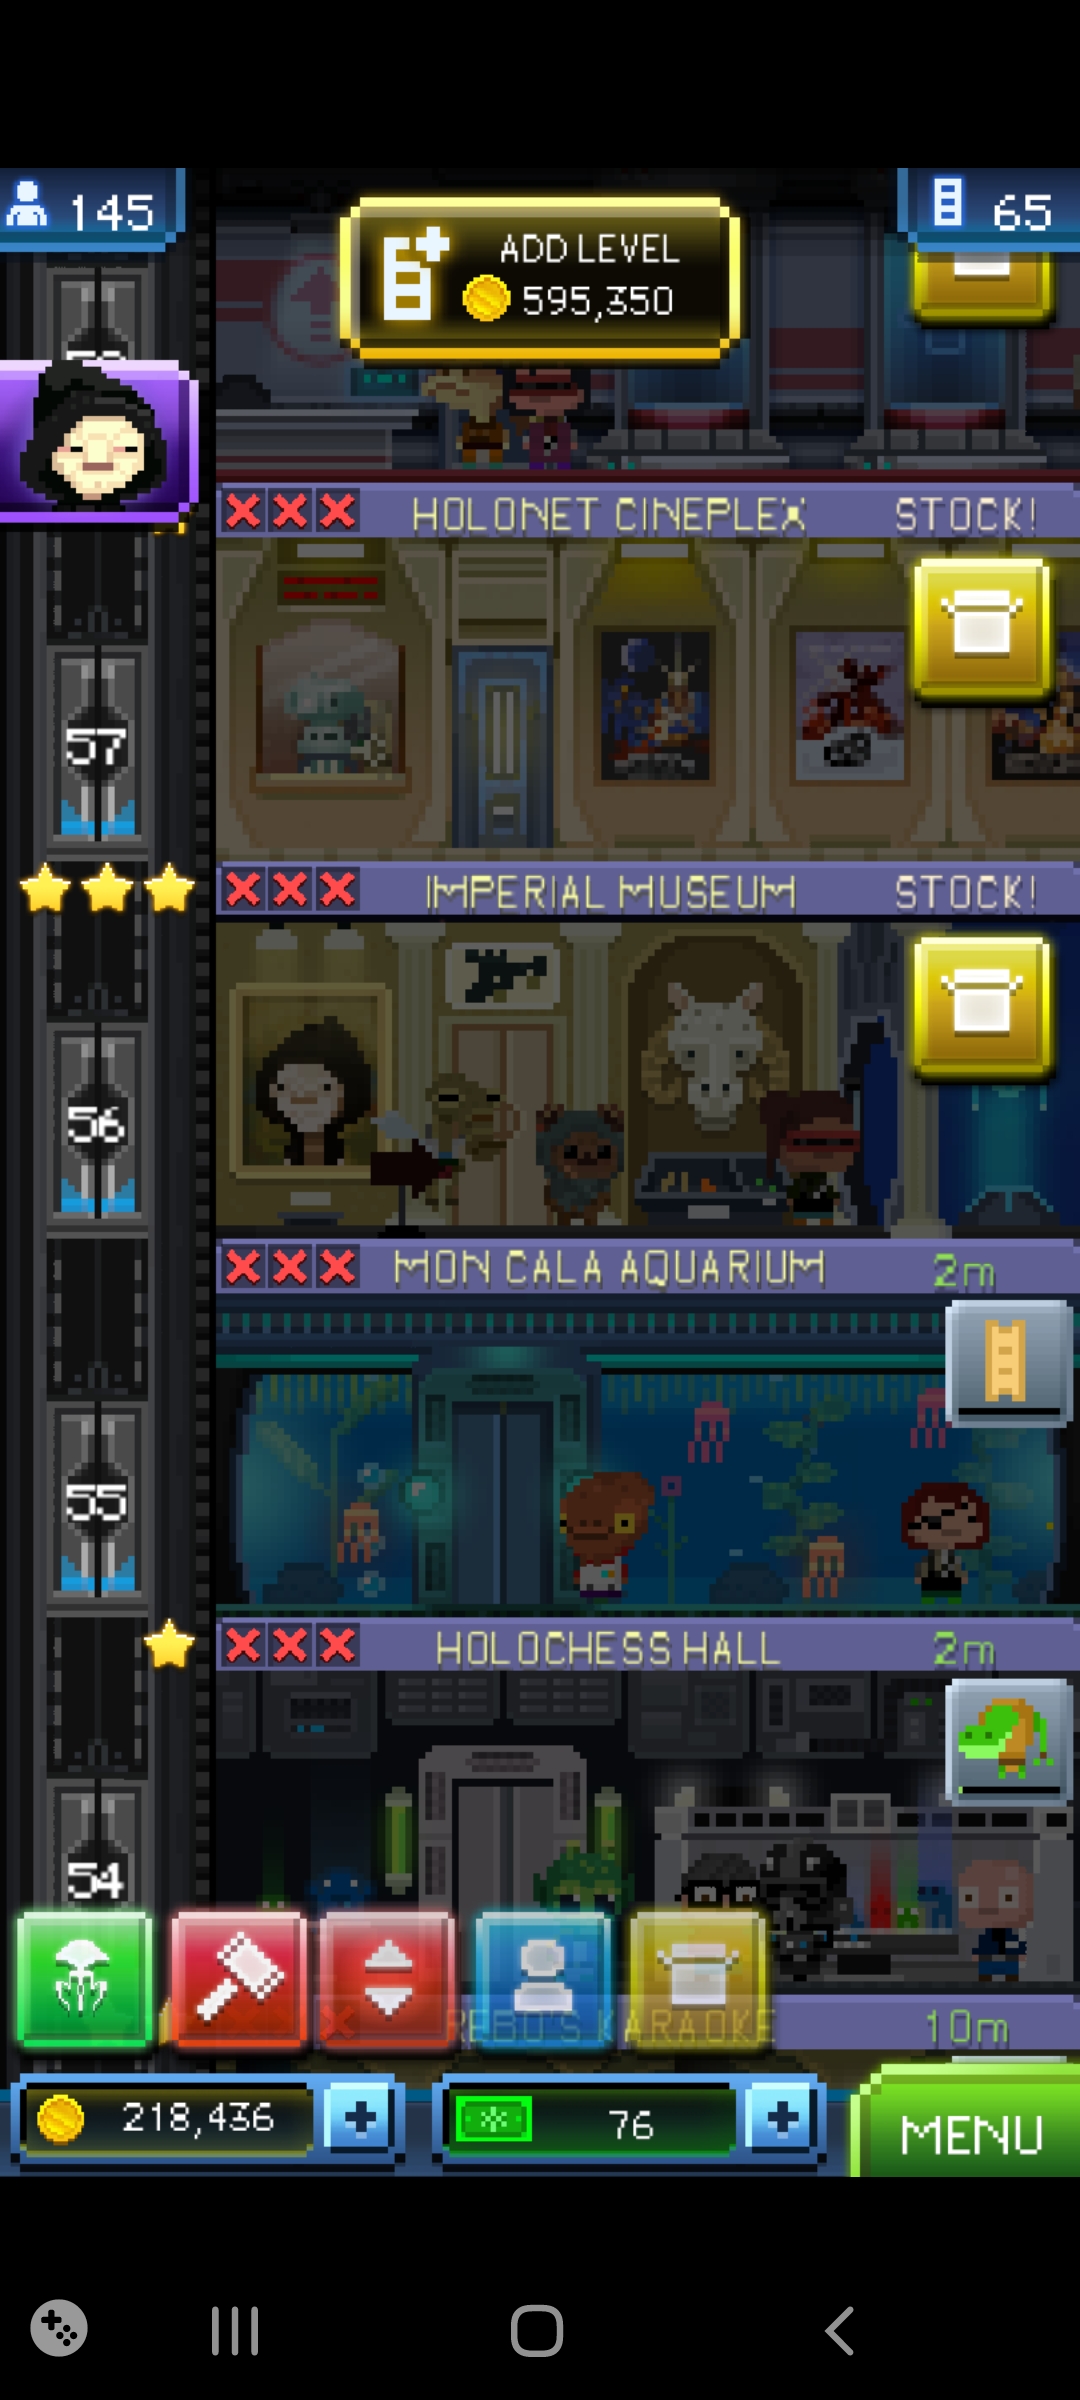 145
ADD LEVEL
595,350
65
HOLONET CINEPLEX STOCK!
57
IMPERIAL MUSEUM STOCK!
56
MON CALA AQUARIUM 2m
55
HOLOCHESS HALL 2m
54
REBO'S KARAOKE 10m
218,436
76
MENU